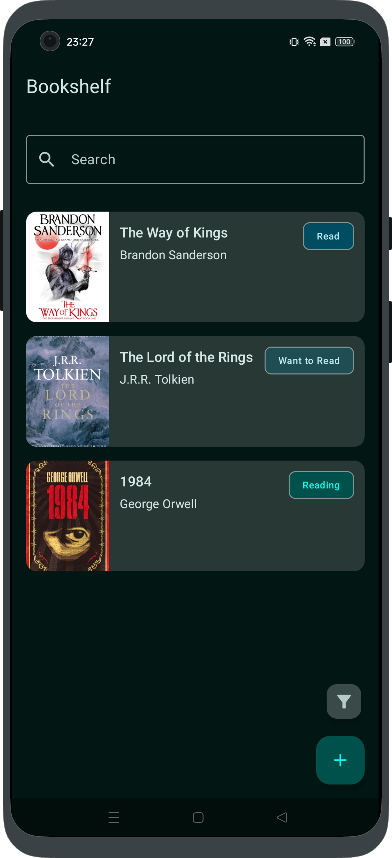 23:27
100
Bookshelf
Search
BRANDON
SANDERSON
THE
WAY OF KINGS
The Way of Kings
Brandon Sanderson
Read
J.R.R.
TOLKIEN
THE
LORD
OF THE
RINGS
The Lord of the Rings
J.R.R. Tolkien
Want to Read
GEORGE ORWELL
1984
1984
George Orwell
Reading